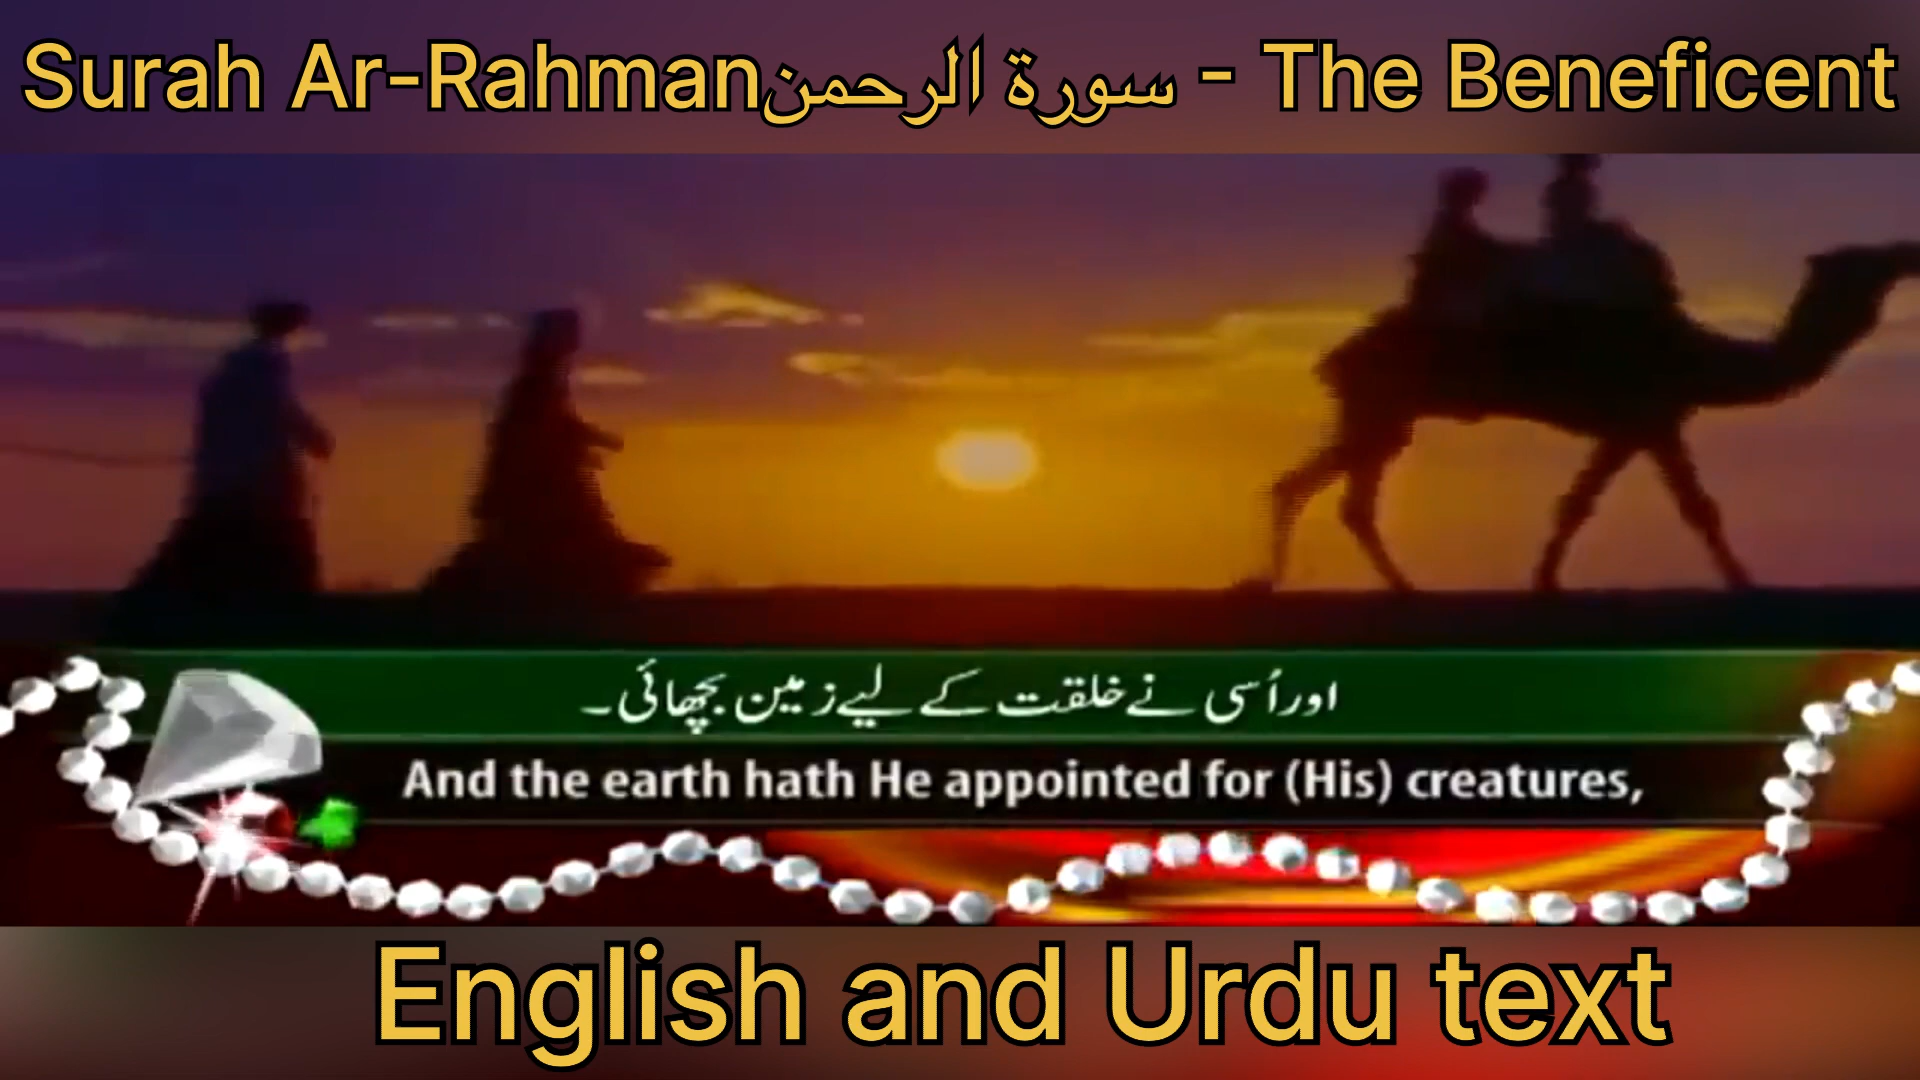 Surah Ar-Rahmanسورة الرحمن - The Beneficent
اور اُسی نے خلقت کے لیے زمین بچھائی۔
And the earth hath He appointed for (His) creatures,
English and Urdu text